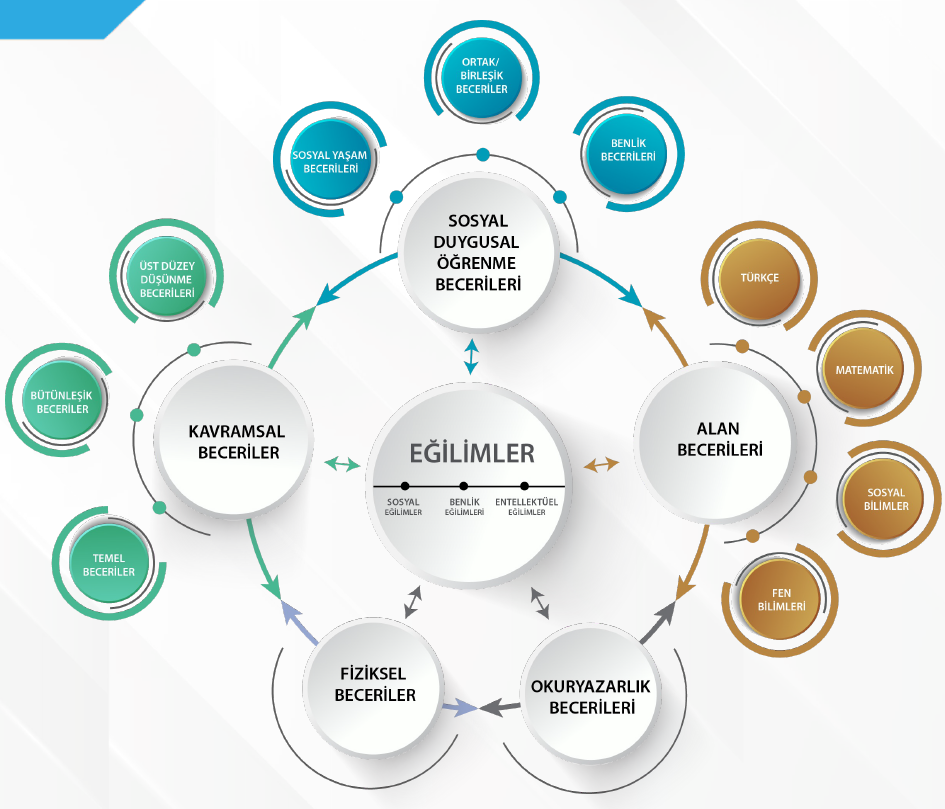 ORTAK/
BİRLEŞİK
BECERİLER
SOSYAL YAŞAM
BECERİLERİ
BENLİK
BECERİLERİ
SOSYAL
DUYGUSAL
ÖĞRENME
BECERİLERİ
ÜST DÜZEY
DÜŞÜNME
BECERİLERİ
BÜTÜNLEŞİK
BECERİLER
TEMEL
BECERİLER
KAVRAMSAL
BECERİLER
EĞİLİMLER
SOSYAL
EĞİLİMLER
BENLİK
EĞİLİMLERİ
ENTELLEKTÜEL
EĞİLİMLER
ALAN
BECERİLERİ
TÜRKÇE
MATEMATİK
SOSYAL
BİLİMLER
FEN
BİLİMLERİ
FİZİKSEL
BECERİLER
OKURYAZARLIK
BECERİLERİ